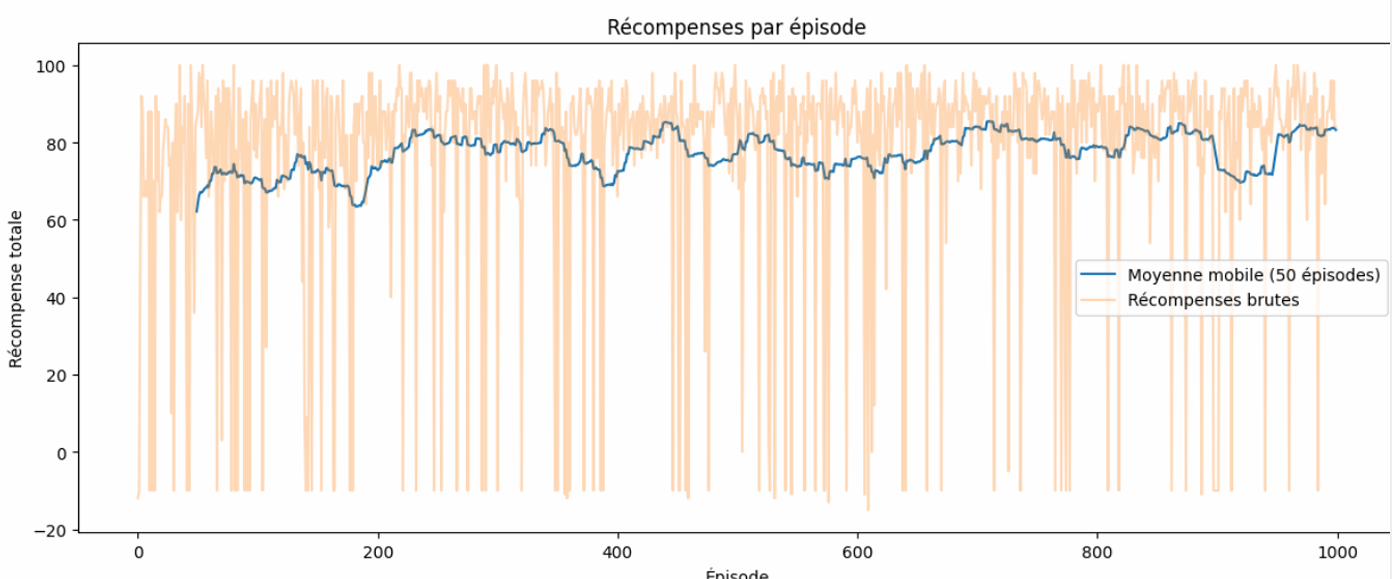 Récompenses par épisode
Récompense totale
100
80
60
40
20
0
−20
Moyenne mobile (50 épisodes)
Récompenses brutes
0
200
400
600
800
1000
Épisode